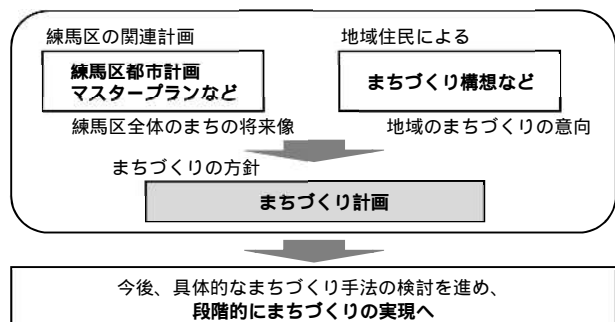 練馬区の関連計画
地域住民による
練馬区都市計画
マスタープランなど
まちづくり構想など
練馬区全体のまちの将来像
地域のまちづくりの意向
まちづくりの方針
まちづくり計画
今後、具体的なまちづくり手法の検討を進め、
段階的にまちづくりの実現へ